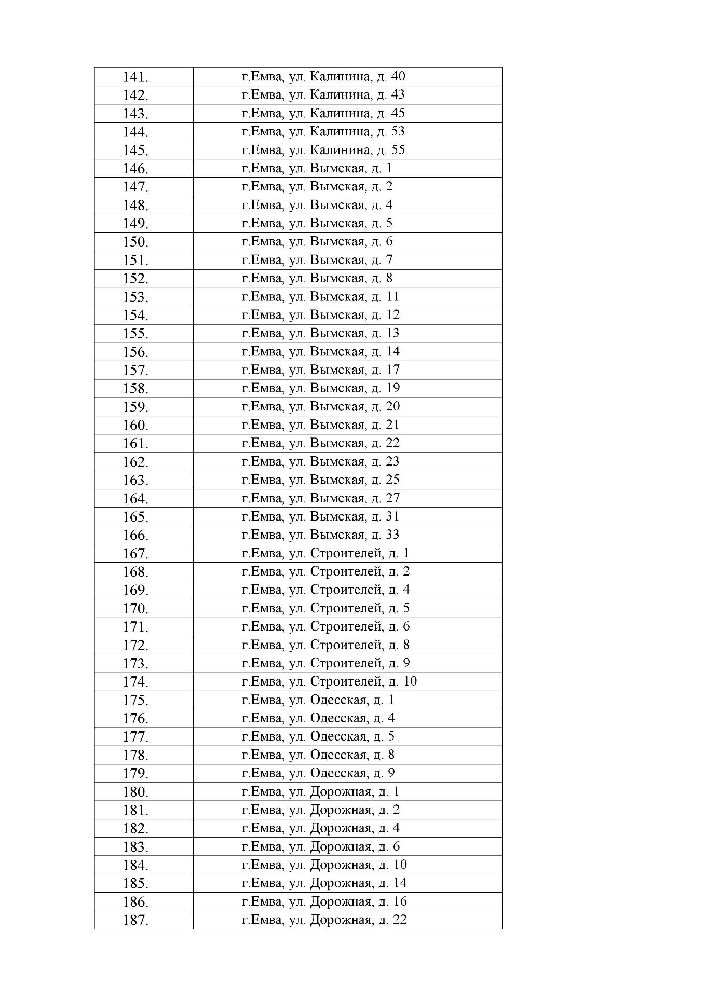 141. г.Емва, ул. Калинина, д. 40
142. г.Емва, ул. Калинина, д. 43
143. г.Емва, ул. Калинина, д. 45
144. г.Емва, ул. Калинина, д. 53
145. г.Емва, ул. Калинина, д. 55
146. г.Емва, ул. Вымская, д. 1
147. г.Емва, ул. Вымская, д. 2
148. г.Емва, ул. Вымская, д. 4
149. г.Емва, ул. Вымская, д. 5
150. г.Емва, ул. Вымская, д. 6
151. г.Емва, ул. Вымская, д. 7
152. г.Емва, ул. Вымская, д. 8
153. г.Емва, ул. Вымская, д. 11
154. г.Емва, ул. Вымская, д. 12
155. г.Емва, ул. Вымская, д. 13
156. г.Емва, ул. Вымская, д. 14
157. г.Емва, ул. Вымская, д. 17
158. г.Емва, ул. Вымская, д. 19
159. г.Емва, ул. Вымская, д. 20
160. г.Емва, ул. Вымская, д. 21
161. г.Емва, ул. Вымская, д. 22
162. г.Емва, ул. Вымская, д. 23
163. г.Емва, ул. Вымская, д. 25
164. г.Емва, ул. Вымская, д. 27
165. г.Емва, ул. Вымская, д. 31
166. г.Емва, ул. Вымская, д. 33
167. г.Емва, ул. Строителей, д. 1
168. г.Емва, ул. Строителей, д. 2
169. г.Емва, ул. Строителей, д. 4
170. г.Емва, ул. Строителей, д. 5
171. г.Емва, ул. Строителей, д. 6
172. г.Емва, ул. Строителей, д. 8
173. г.Емва, ул. Строителей, д. 9
174. г.Емва, ул. Строителей, д. 10
175. г.Емва, ул. Одесская, д. 1
176. г.Емва, ул. Одесская, д. 4
177. г.Емва, ул. Одесская, д. 5
178. г.Емва, ул. Одесская, д. 8
179. г.Емва, ул. Одесская, д. 9
180. г.Емва, ул. Дорожная, д. 1
181. г.Емва, ул. Дорожная, д. 2
182. г.Емва, ул. Дорожная, д. 4
183. г.Емва, ул. Дорожная, д. 6
184. г.Емва, ул. Дорожная, д. 10
185. г.Емва, ул. Дорожная, д. 14
186. г.Емва, ул. Дорожная, д. 16
187. г.Емва, ул. Дорожная, д. 22